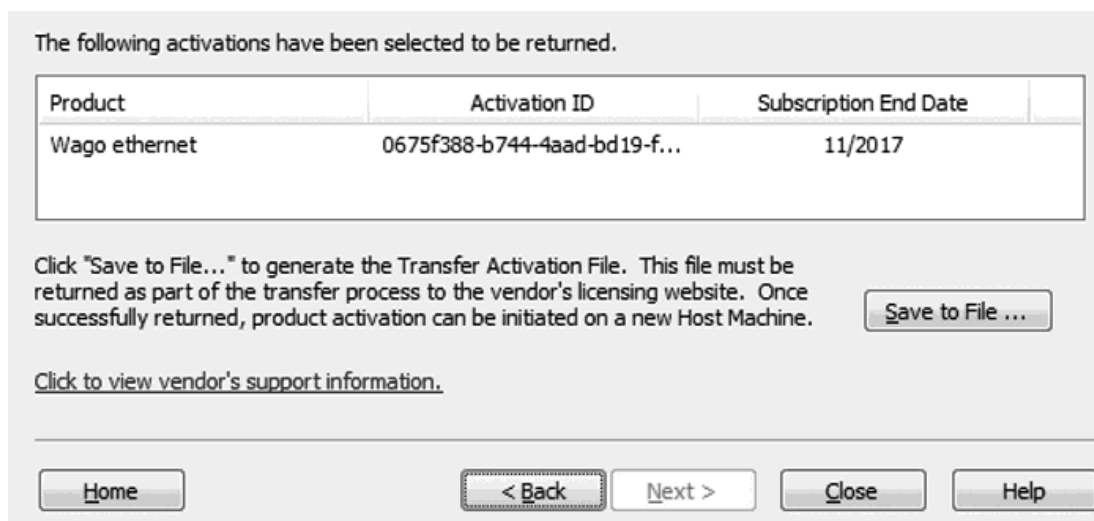 The following activations have been selected to be returned.
Product Activation ID Subscription End Date
Wago ethernet 0675f388-b744-4aad-bd19-f... 11/2017
Click "Save to File..." to generate the Transfer Activation File. This file must be
returned as part of the transfer process to the vendor's licensing website. Once
successfully returned, product activation can be initiated on a new Host Machine.
Save to File ...
Click to view vendor's support information.
Home < Back Next > Close Help